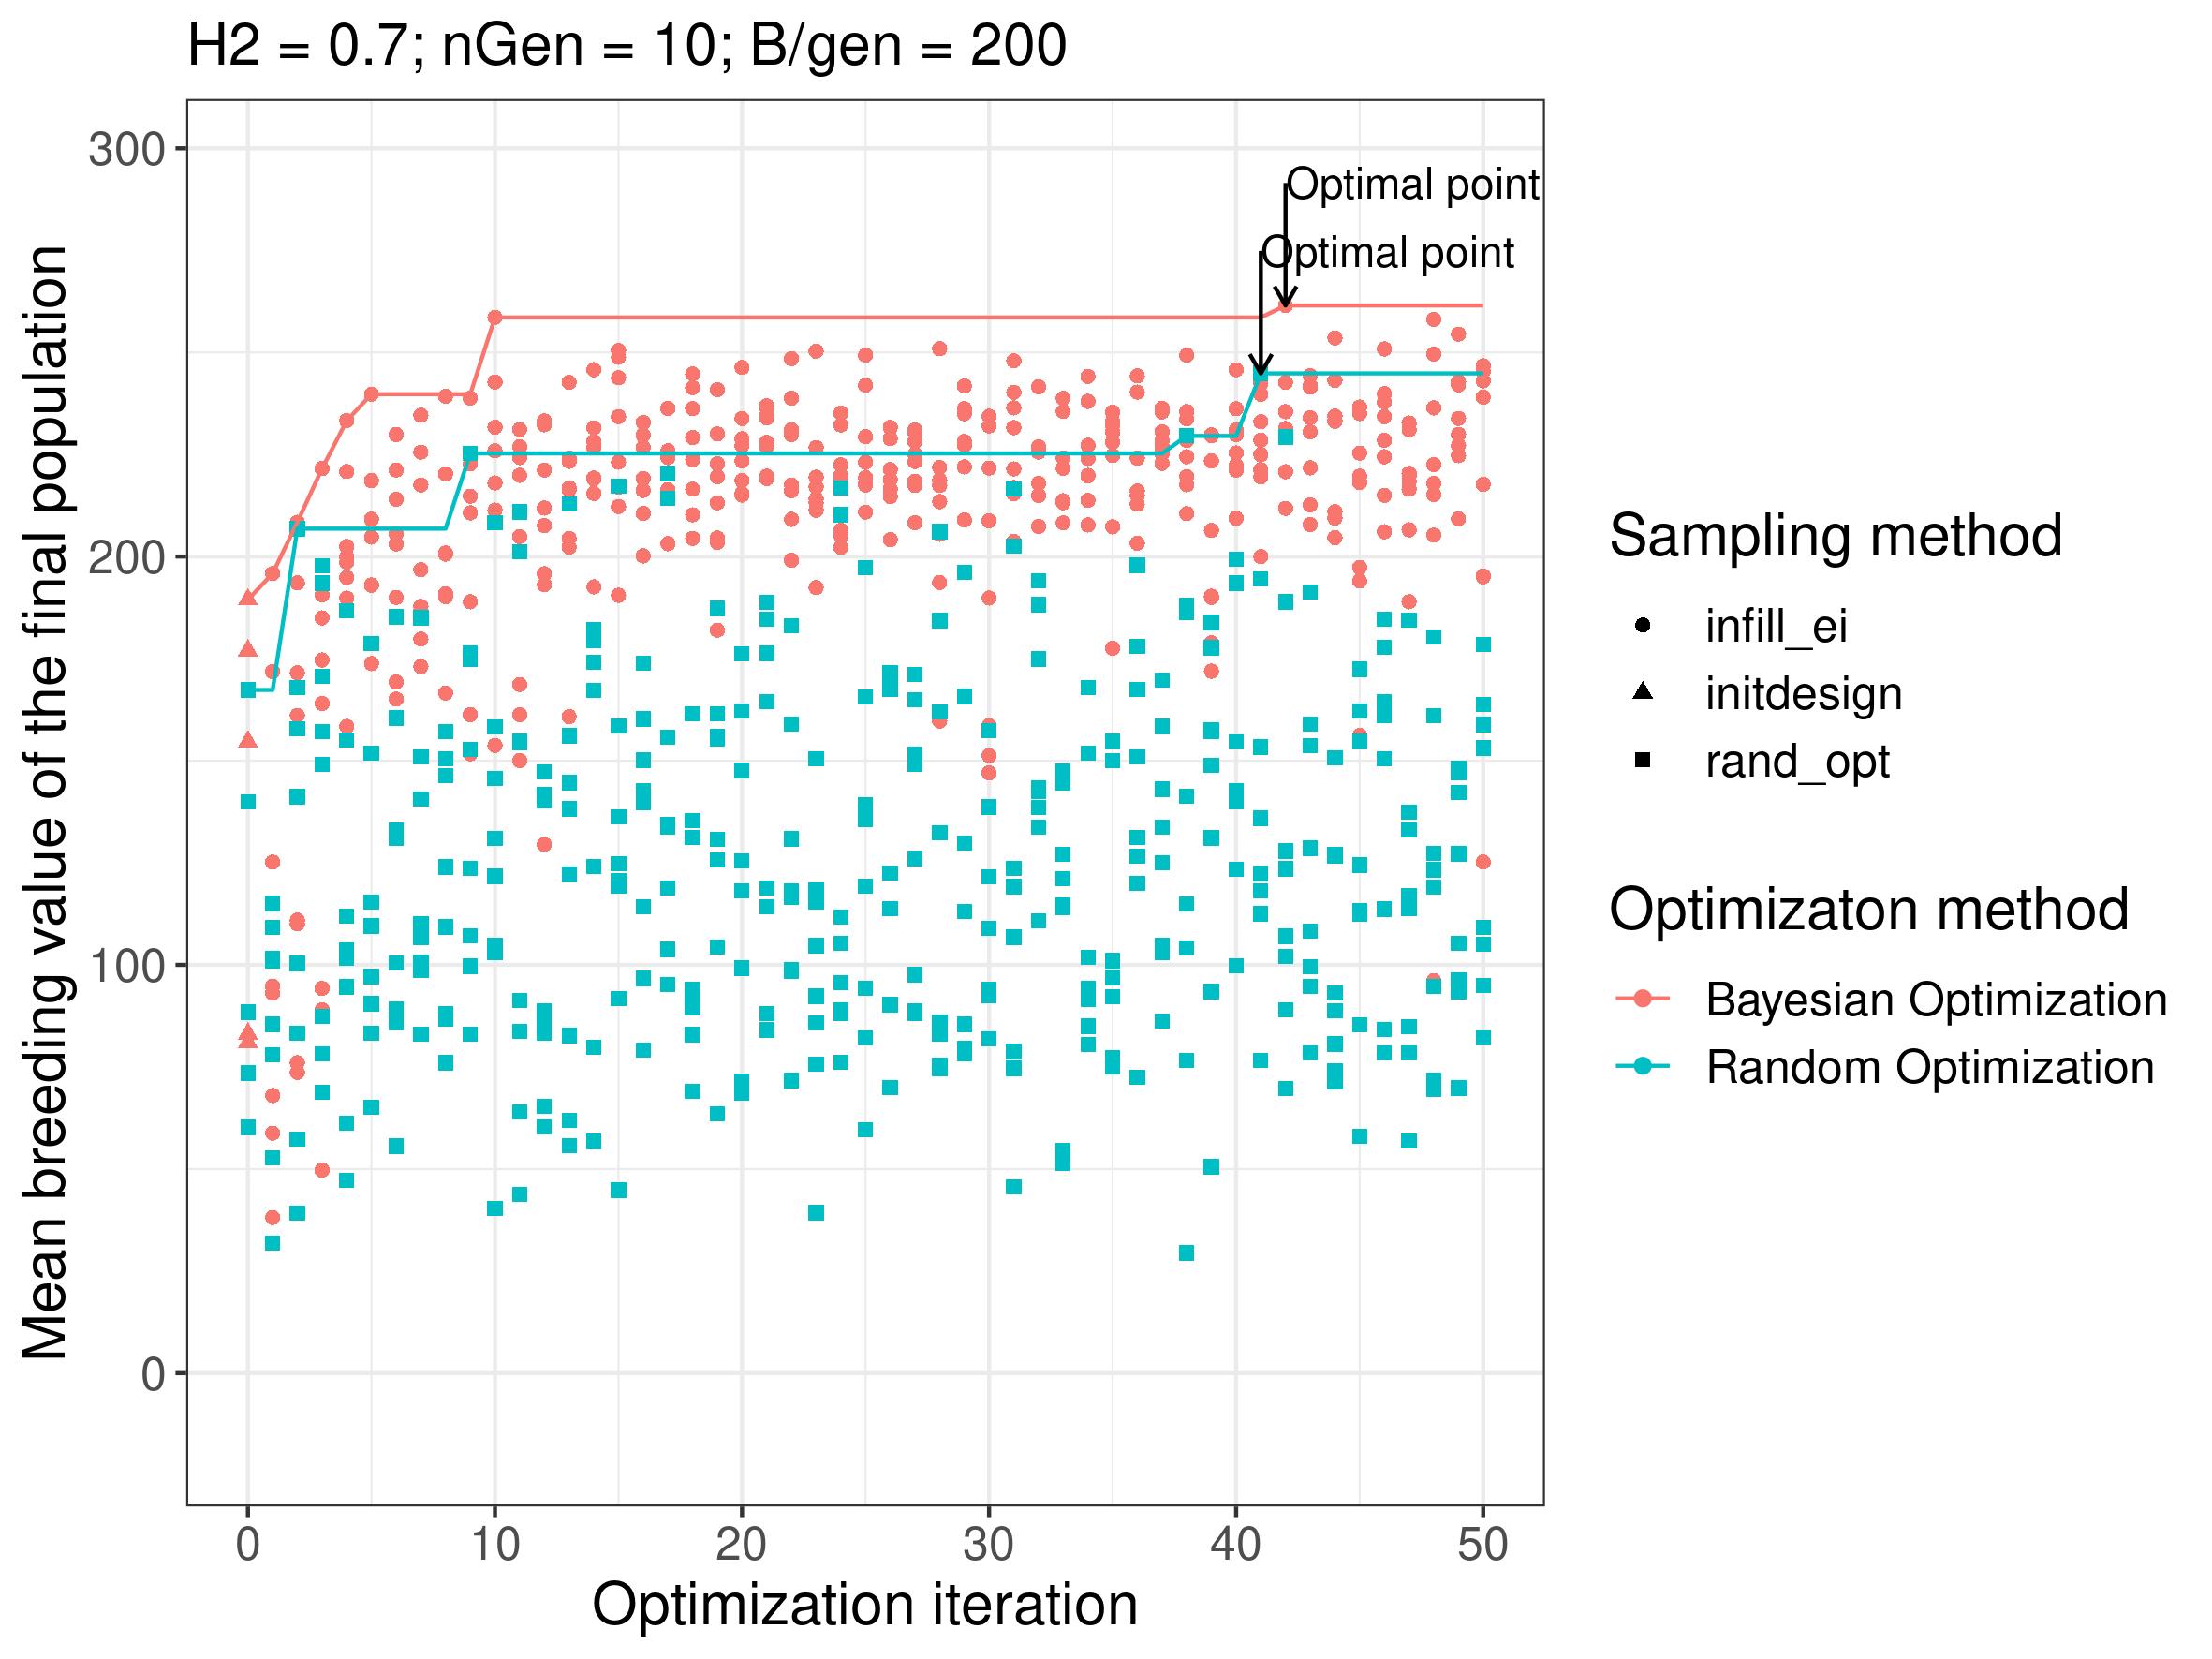 H2 = 0.7; nGen = 10; B/gen = 200
Mean breeding value of the final population
300
200
100
0
Optimal point
Optimal point
0 10 20 30 40 50
Optimization iteration
Sampling method
infill_ei
initdesign
rand_opt
Optimizaton method
Bayesian Optimization
Random Optimization